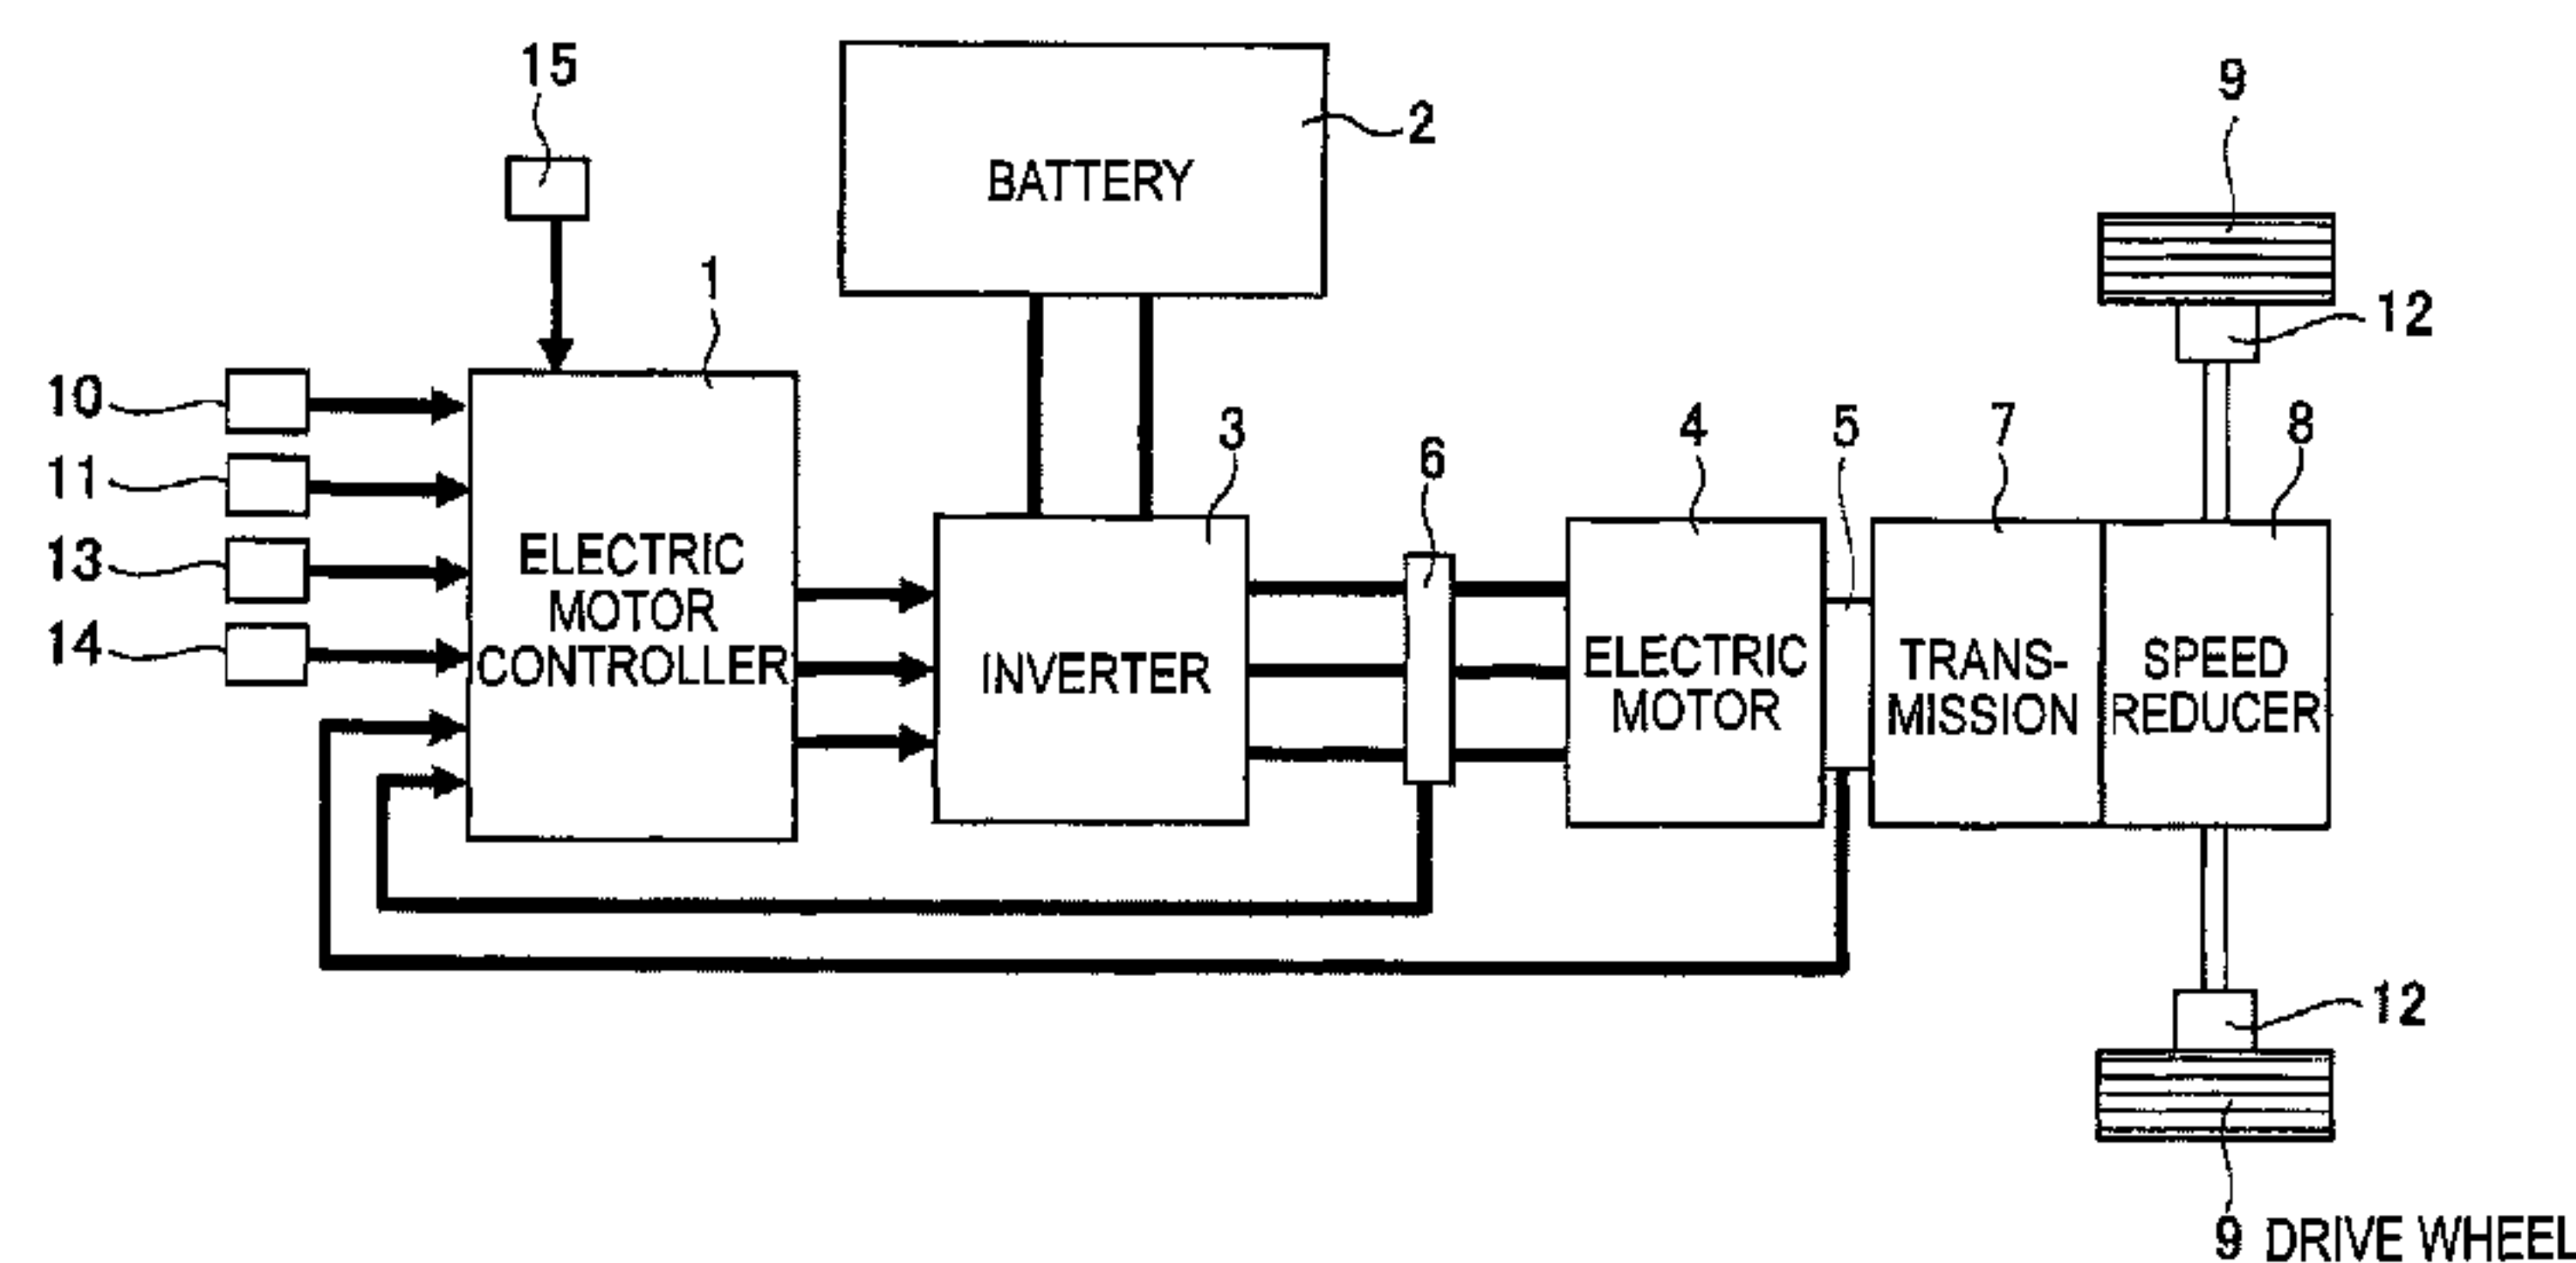 15
2
BATTERY
9
12
1
10
11
13
14
ELECTRIC
MOTOR
CONTROLLER
3
INVERTER
6
4
ELECTRIC
MOTOR
5
7
TRANS-
MISSION
8
SPEED
REDUCER
12
9 DRIVE WHEEL